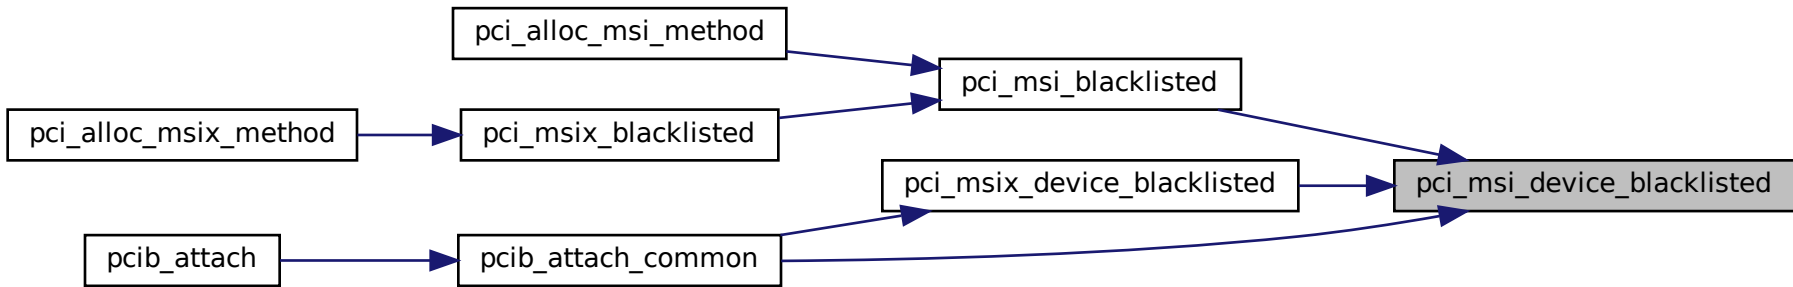 pci_alloc_msi_method
pci_msi_blacklisted
pci_alloc_msix_method
pci_msix_blacklisted
pci_msix_device_blacklisted
pci_msi_device_blacklisted
pcib_attach
pcib_attach_common